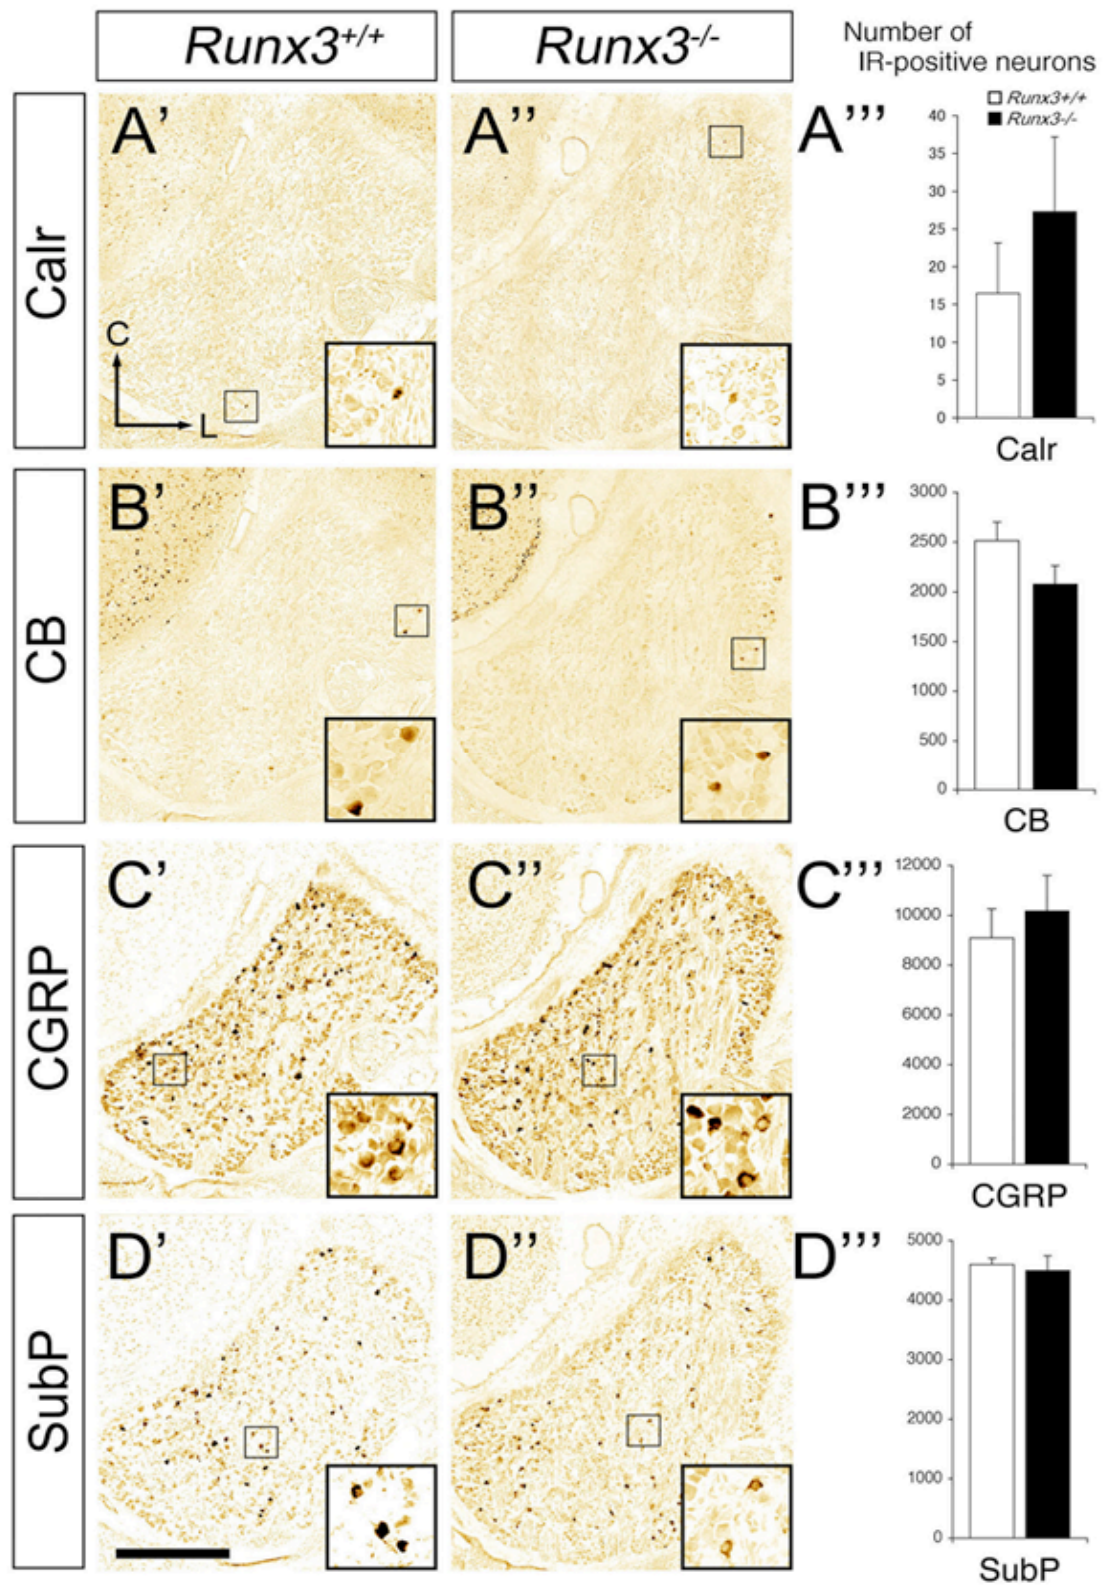 Runx3+/+
Runx3-/-
Number of
IR-positive neurons
Runx3+/+
Runx3-/-
Calr
A’
C
L
A’’
A’’’
40
35
30
25
20
15
10
5
0
Calr
CB
B’
B’’
B’’’
3000
2500
2000
1500
1000
500
0
CB
CGRP
C’
C’’
C’’’
12000
10000
8000
6000
4000
2000
0
CGRP
SubP
D’
D’’
D’’’
5000
4000
3000
2000
1000
0
SubP